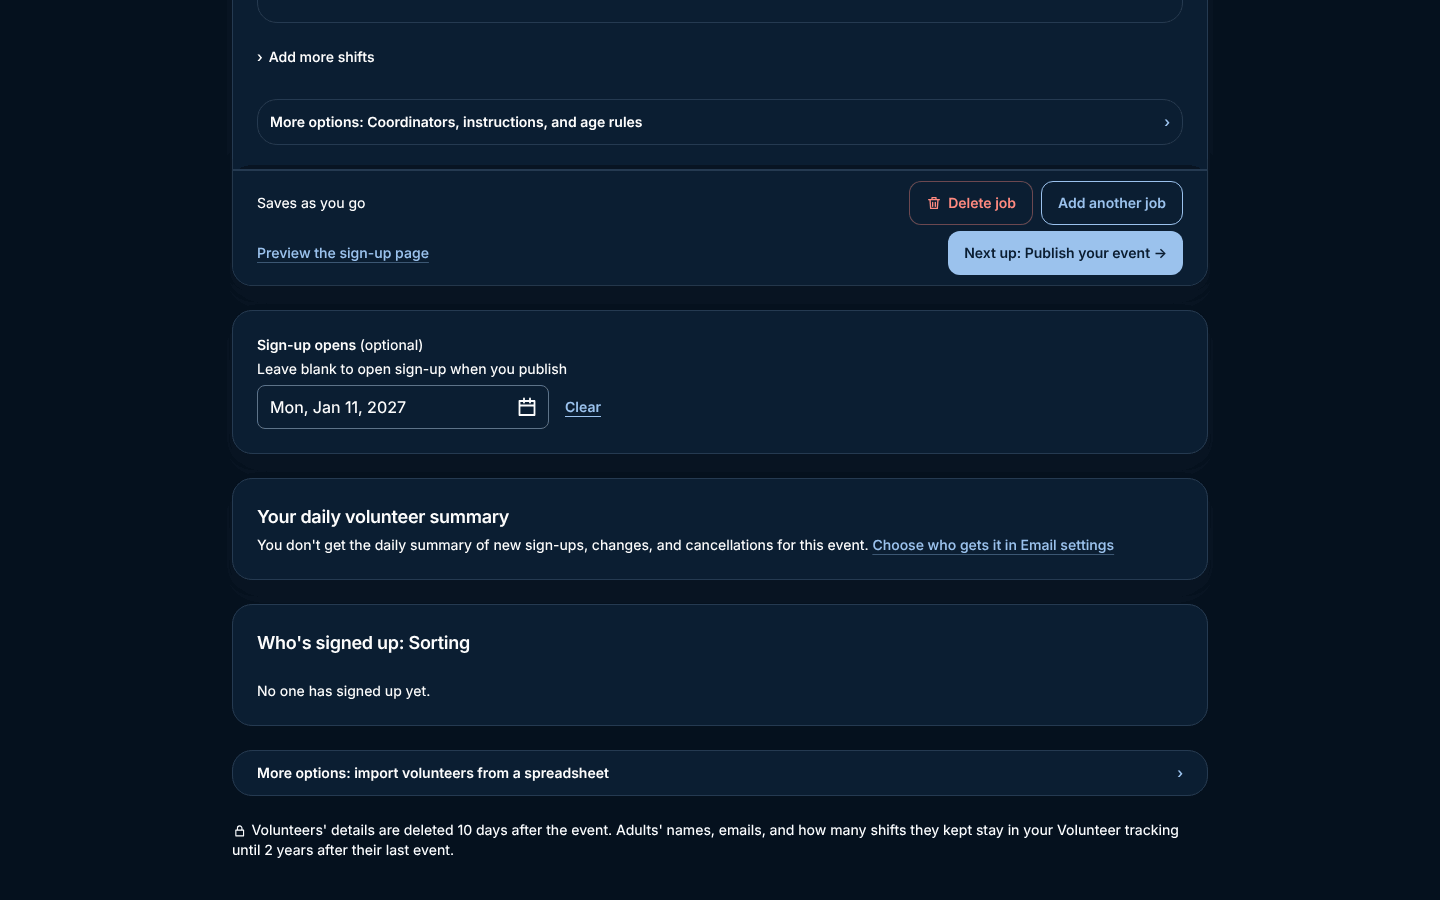 › Add more shifts
More options: Coordinators, instructions, and age rules ›
Saves as you go
Delete job
Add another job
Preview the sign-up page
Next up: Publish your event →
Sign-up opens (optional)
Leave blank to open sign-up when you publish
Mon, Jan 11, 2027
Clear
Your daily volunteer summary
You don't get the daily summary of new sign-ups, changes, and cancellations for this event. Choose who gets it in Email settings
Who's signed up: Sorting
No one has signed up yet.
More options: import volunteers from a spreadsheet ›
Volunteers' details are deleted 10 days after the event. Adults' names, emails, and how many shifts they kept stay in your Volunteer tracking
until 2 years after their last event.